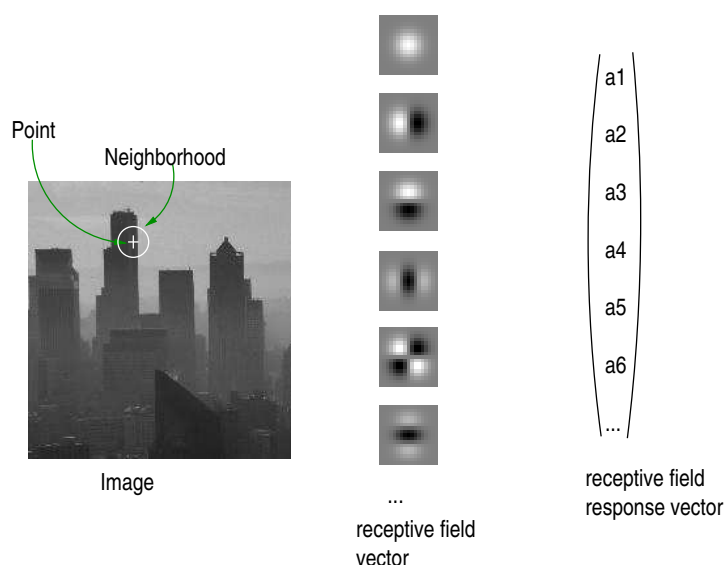 Point
Neighborhood
Image
...
receptive field
vector
a1
a2
a3
a4
a5
a6
...
receptive field
response vector